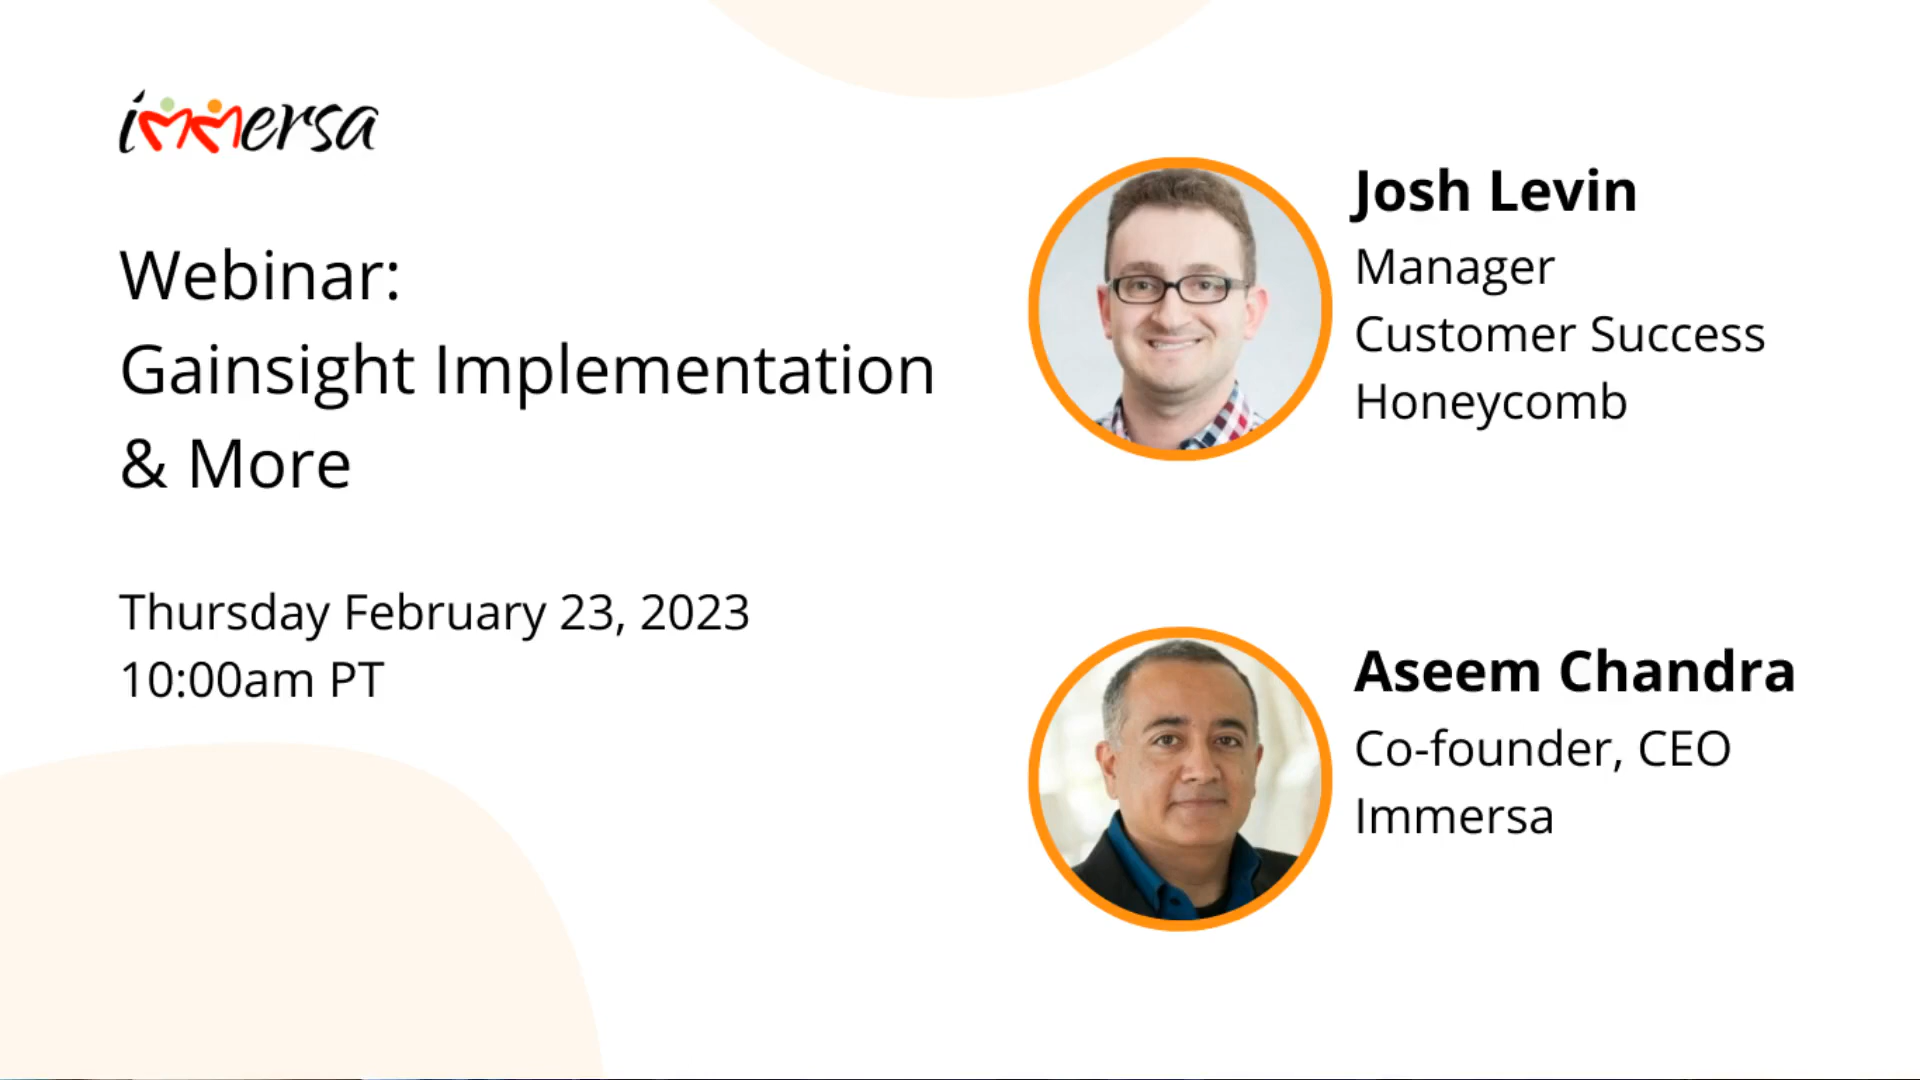 immersa
Webinar:
Gainsight Implementation
& More
Thursday February 23, 2023
10:00am PT
Josh Levin
Manager
Customer Success
Honeycomb
Aseem Chandra
Co-founder, CEO
Immersa